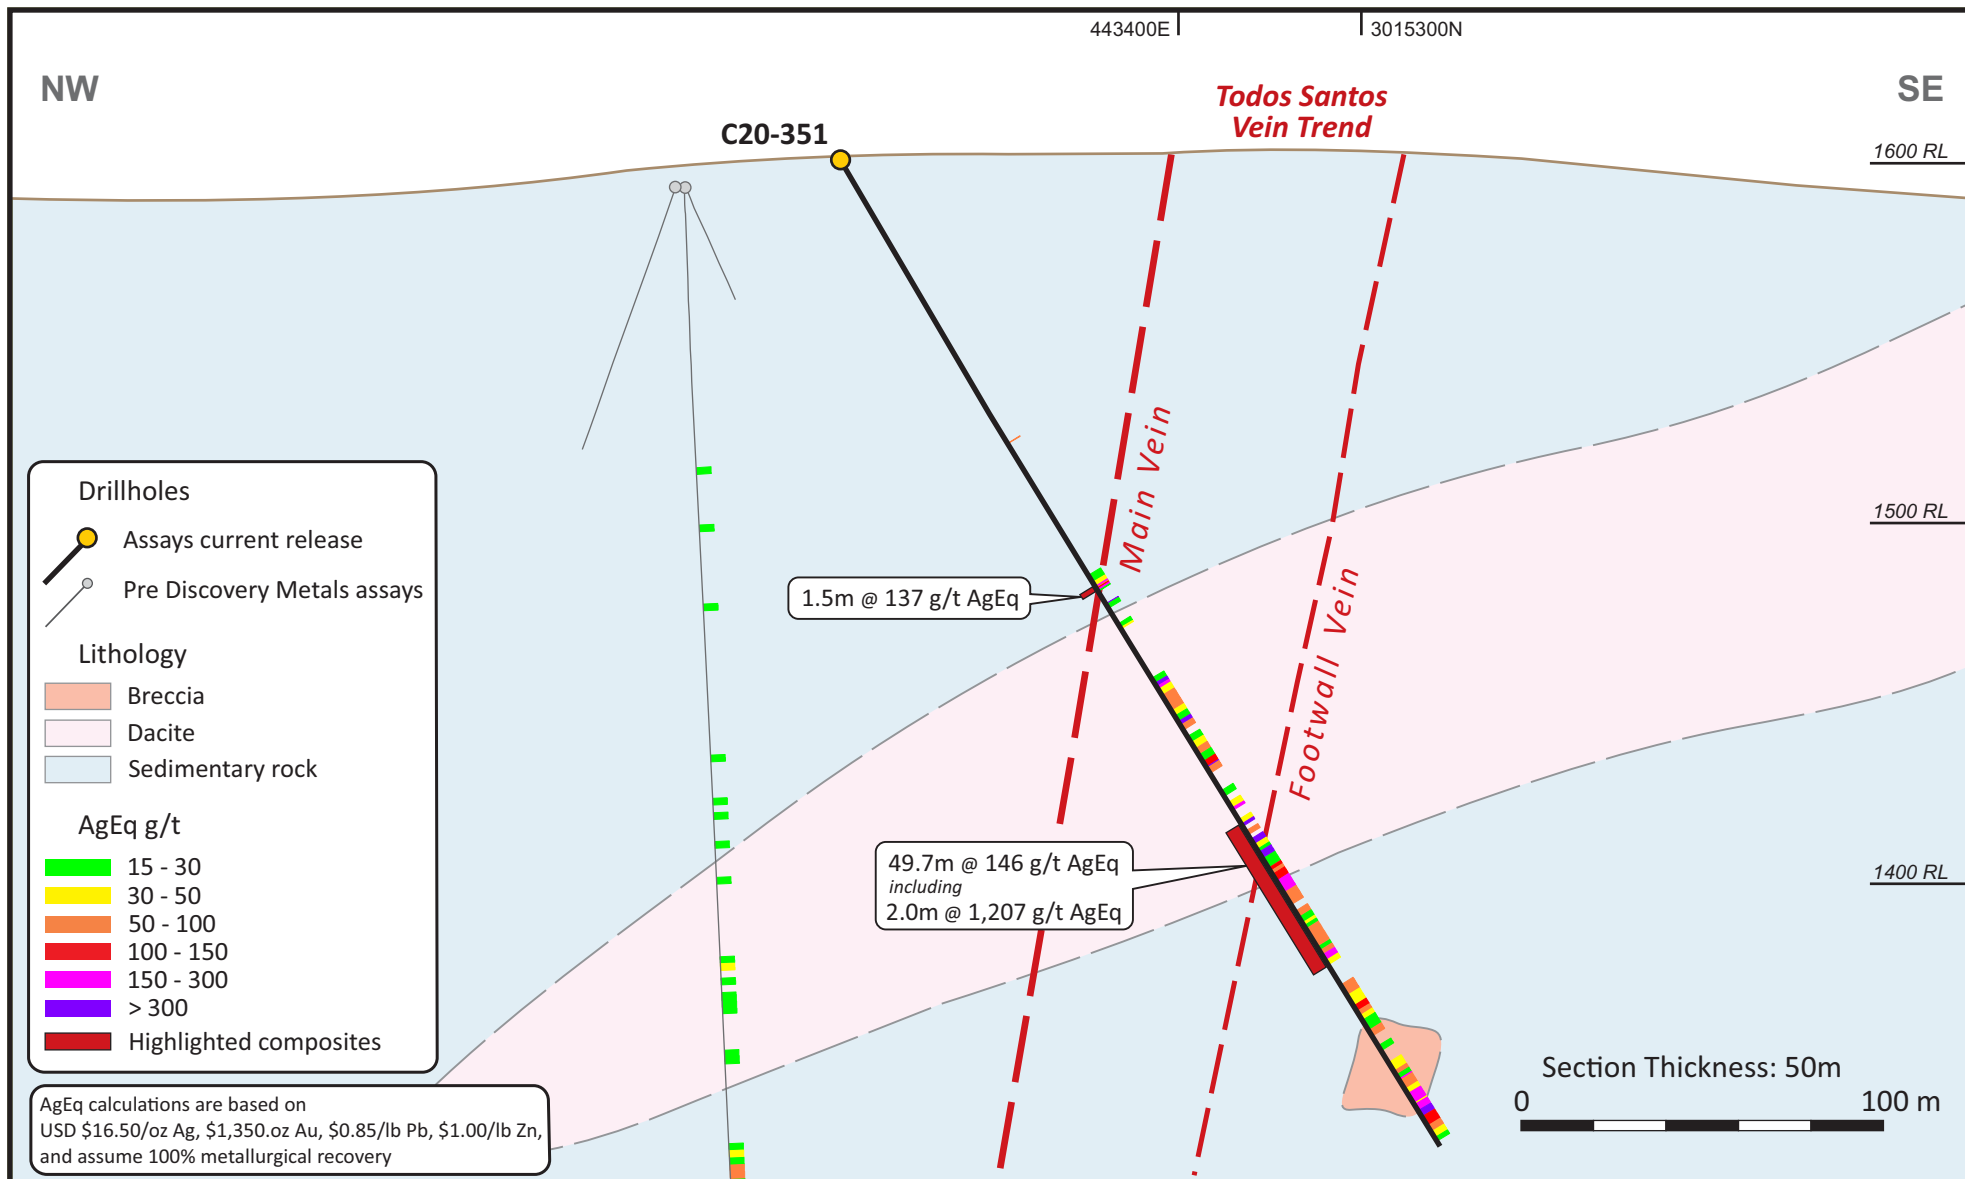 443400E
3015300N
NW
SE
Todos Santos
Vein Trend
C20-351
1600 RL
Main Vein
Drillholes
1500 RL
Assays current release
Pre Discovery Metals assays
1.5m @ 137 g/t AgEq
Footwall Vein
Lithology
Breccia
Dacite
Sedimentary rock
AgEq g/t
15 - 30
30 - 50
50 - 100
100 - 150
150 - 300
> 300
Highlighted composites
49.7m @ 146 g/t AgEq
including
2.0m @ 1,207 g/t AgEq
1400 RL
Section Thickness: 50m
0
100 m
AgEq calculations are based on
USD $16.50/oz Ag, $1,350.oz Au, $0.85/lb Pb, $1.00/lb Zn,
and assume 100% metallurgical recovery